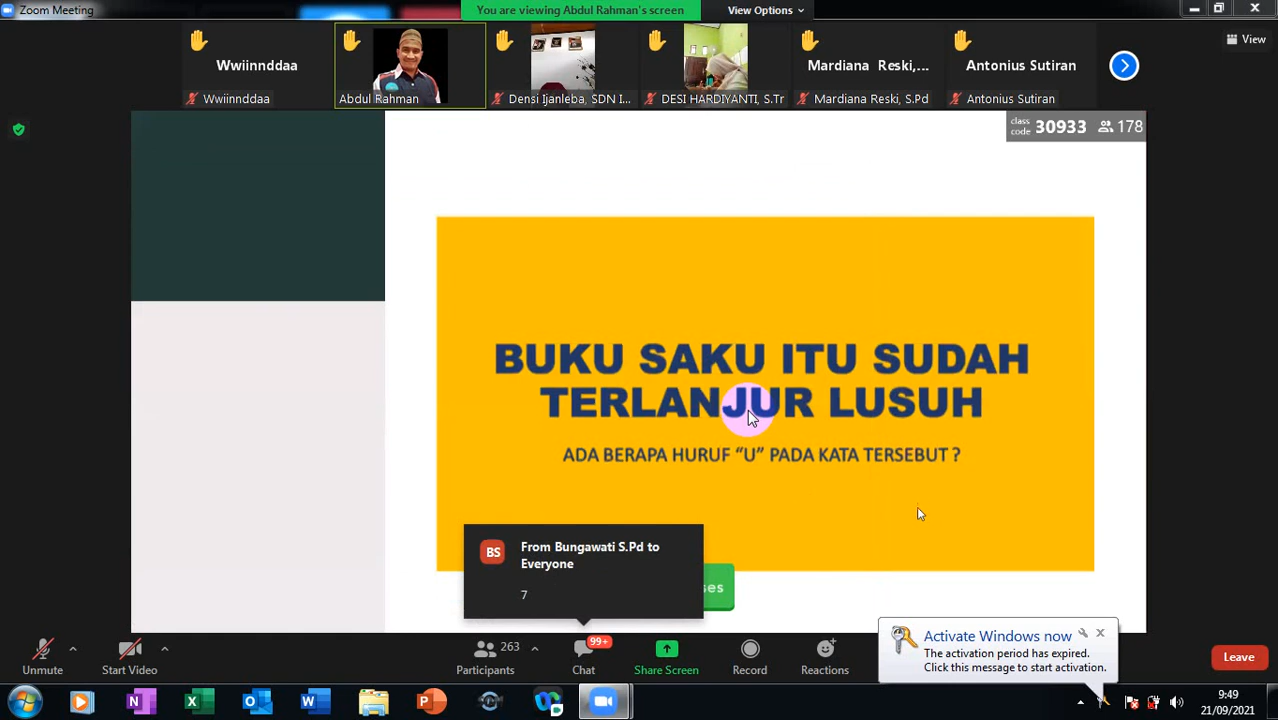 Zoom Meeting
You are viewing Abdul Rahman's screen
View Options
View
Wwiinnddaa
Mardiana Reski,...
Antonius Sutiran
Wwiinnddaa
Abdul Rahman
Densi Ijanleba, SDN I...
DESI HARDIYANTI, S.Tr
Mardiana Reski, S.Pd
Antonius Sutiran
class code 30933 178
BUKU SAKU ITU SUDAH
TERLANJUR LUSUH
ADA BERAPA HURUF “U” PADA KATA TERSEBUT ?
BS
From Bungawati S.Pd to
Everyone
7
Activate Windows now
The activation period has expired.
Click this message to start activation.
263
99+
Unmute
Start Video
Participants
Chat
Share Screen
Record
Reactions
Leave
9:49
21/09/2021